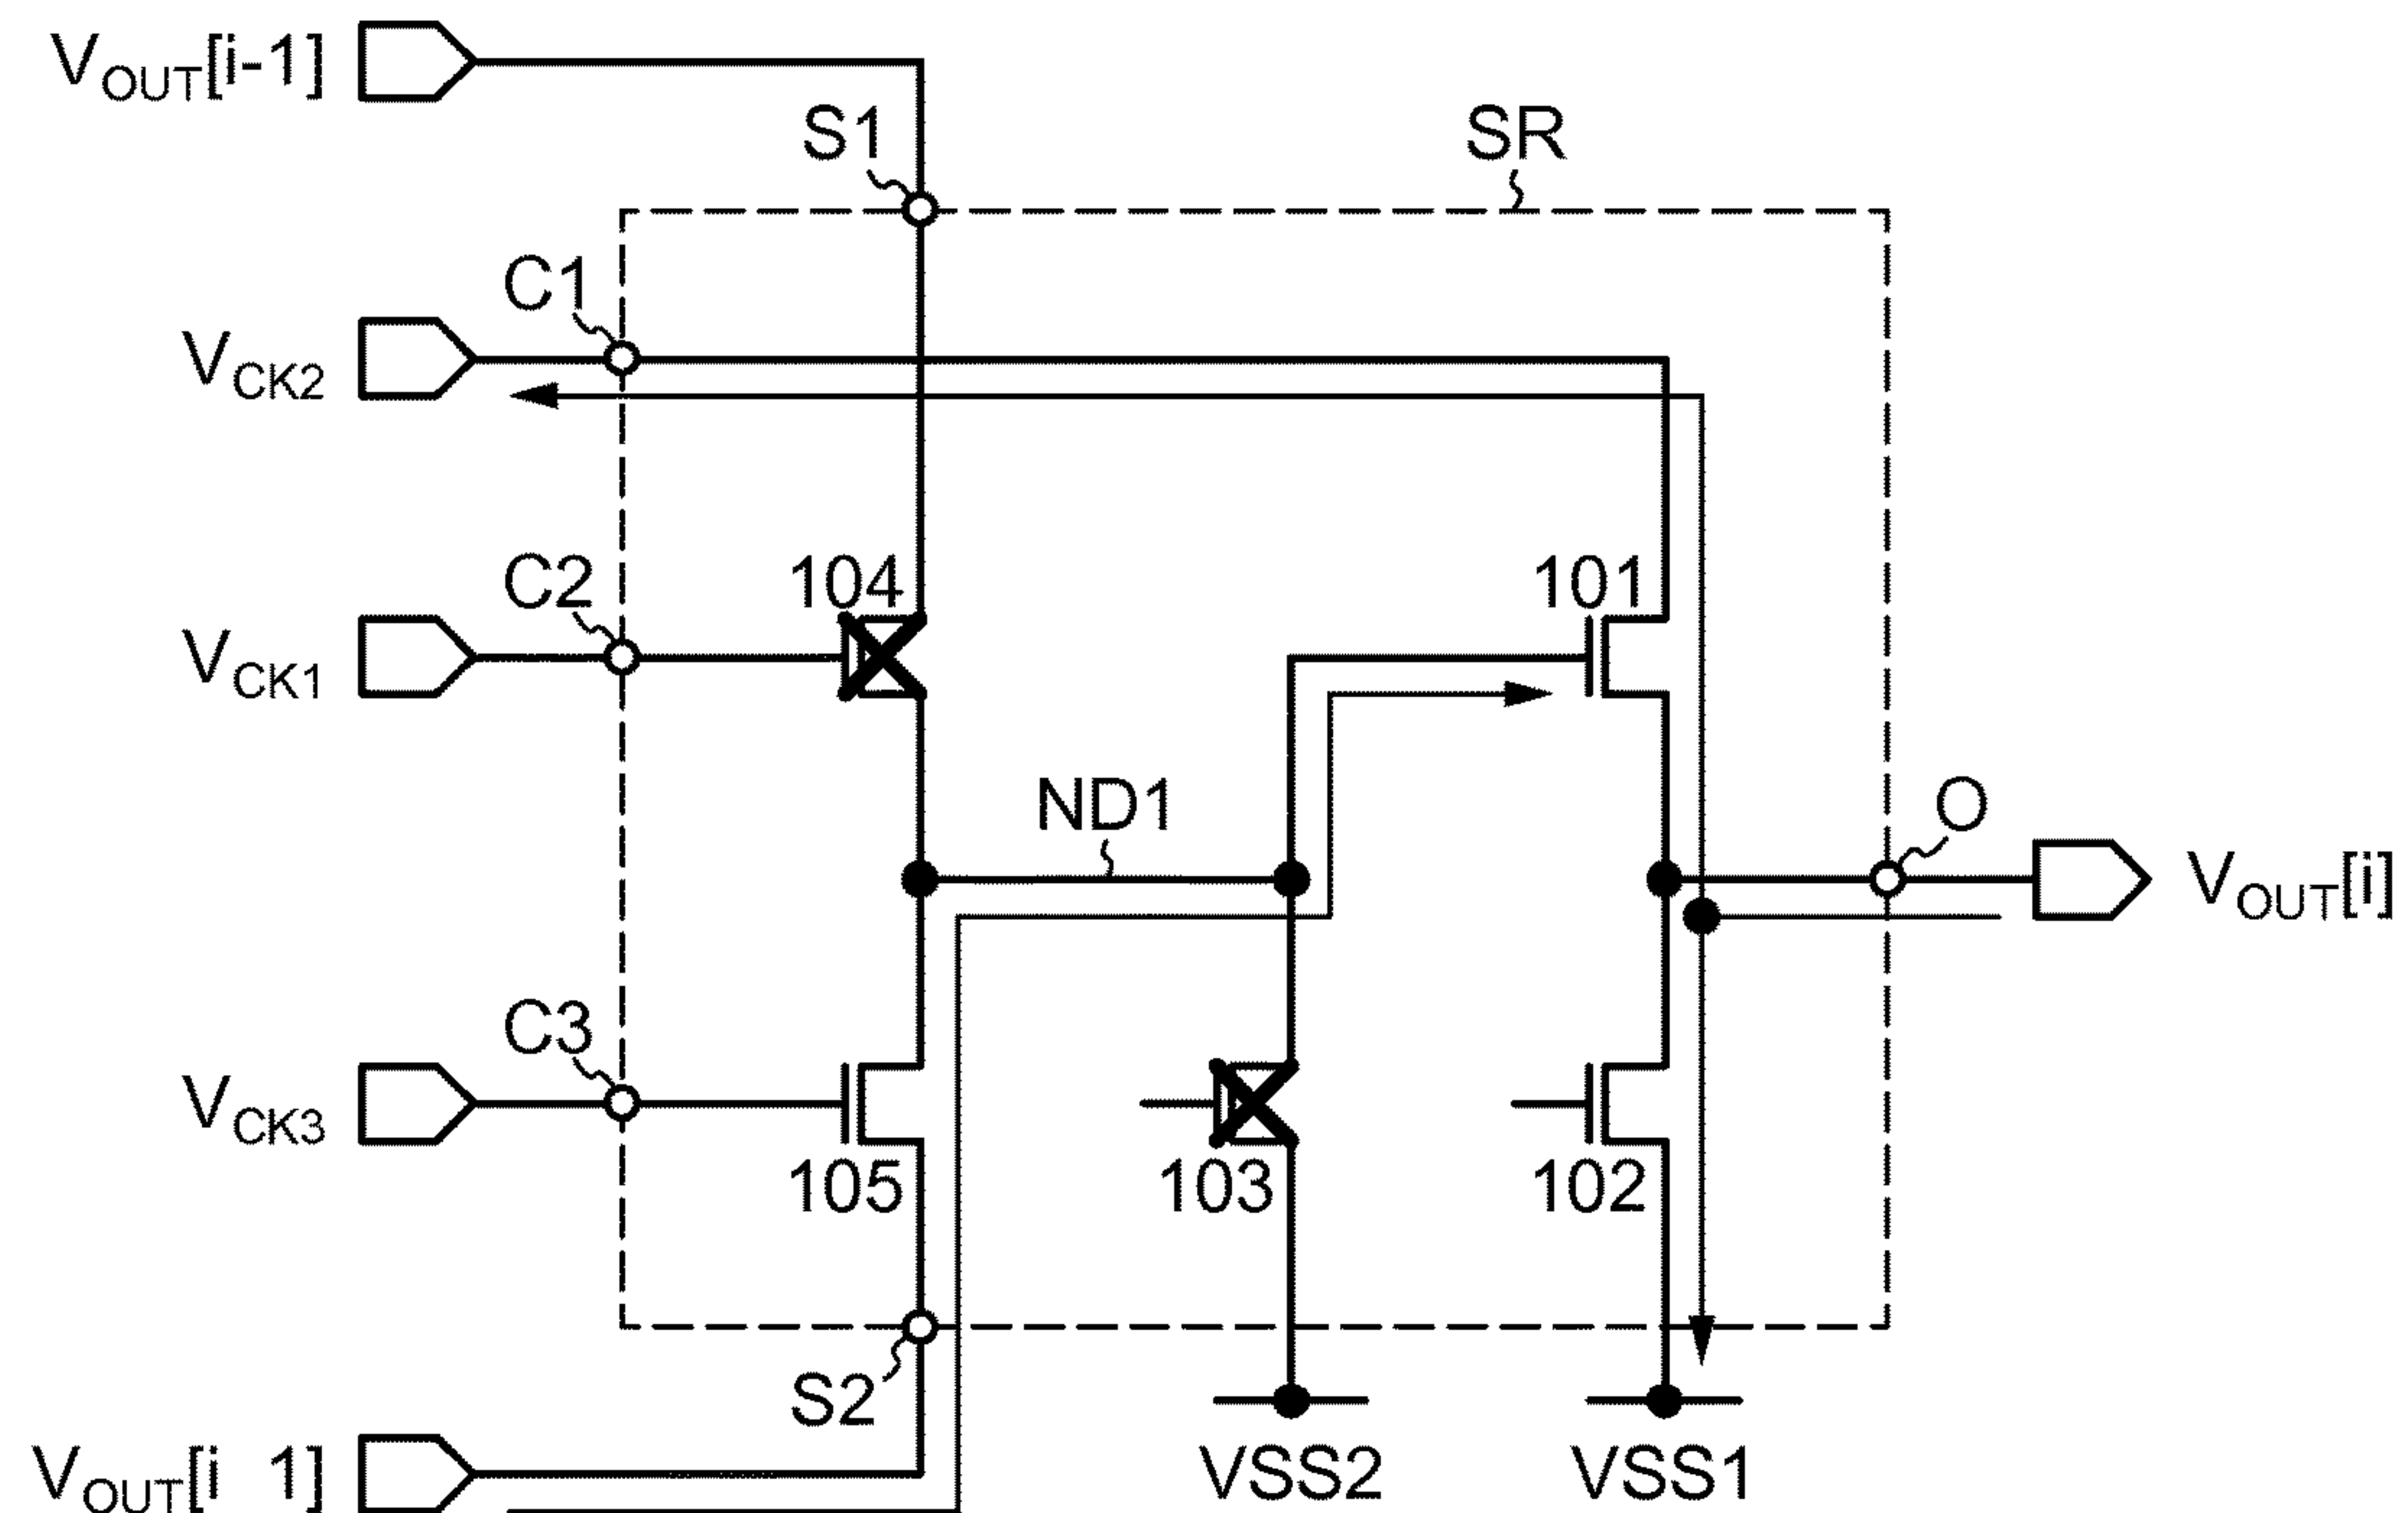 VOUT[i-1]
S1
SR
C1
VCK2
C2
104
101
VCK1
ND1
O
VOUT[i]
C3
VCK3
105
103
102
S2
VOUT[i 1]
VSS2
VSS1